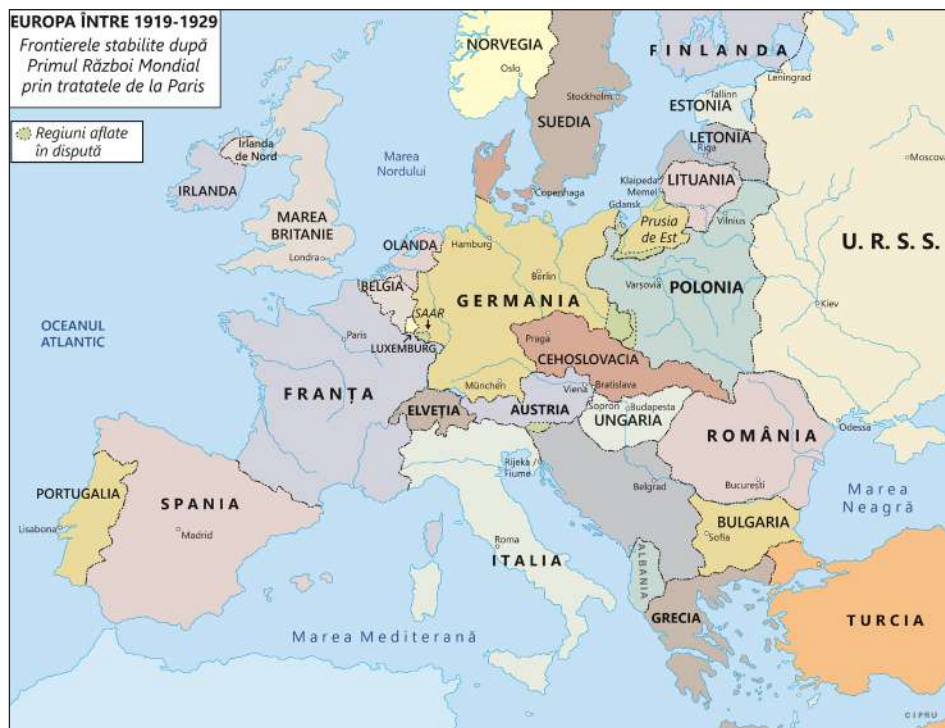 EUROPA ÎNTRE 1919-1929
Frontierele stabilite după
Primul Război Mondial
prin tratatele de la Paris
Regiuni aflate
în dispută
NORVEGIA
Oslo
FINLANDA
Leningrad
Stockholm
SUEDIA
Tallion
ESTONIA
LETONIA
Riga
Moscova
Irlanda
de Nord
IRLANDA
Marea
Nordului
Copenhaga
Klaipeda
Memel
LITUANIA
Gdansk
Vilnius
Prusia
de Est
MAREA
BRITANIE
Londra
OLANDA
Hamburg
Berlin
U. R. S. S.
Varșovia
POLONIA
BELGIA
GERMANIA
SAAR
Kiev
OCEANUL
ATLANTIC
Paris
LUXEMBURG
Praga
CEHOSLOVACIA
FRANȚA
München
Viena
Bratislava
ELVEȚIA
AUSTRIA
Sopron
Budapesta
UNGARIA
ROMÂNIA
Odessa
Rijeka /
Fiume
Belgrad
București
Marea
Neagră
PORTUGALIA
SPANIA
Lisabona
Madrid
BULGARIA
Sofia
Roma
ITALIA
ALBANIA
GRECIA
TURCIA
Marea Mediterană
CIPRU